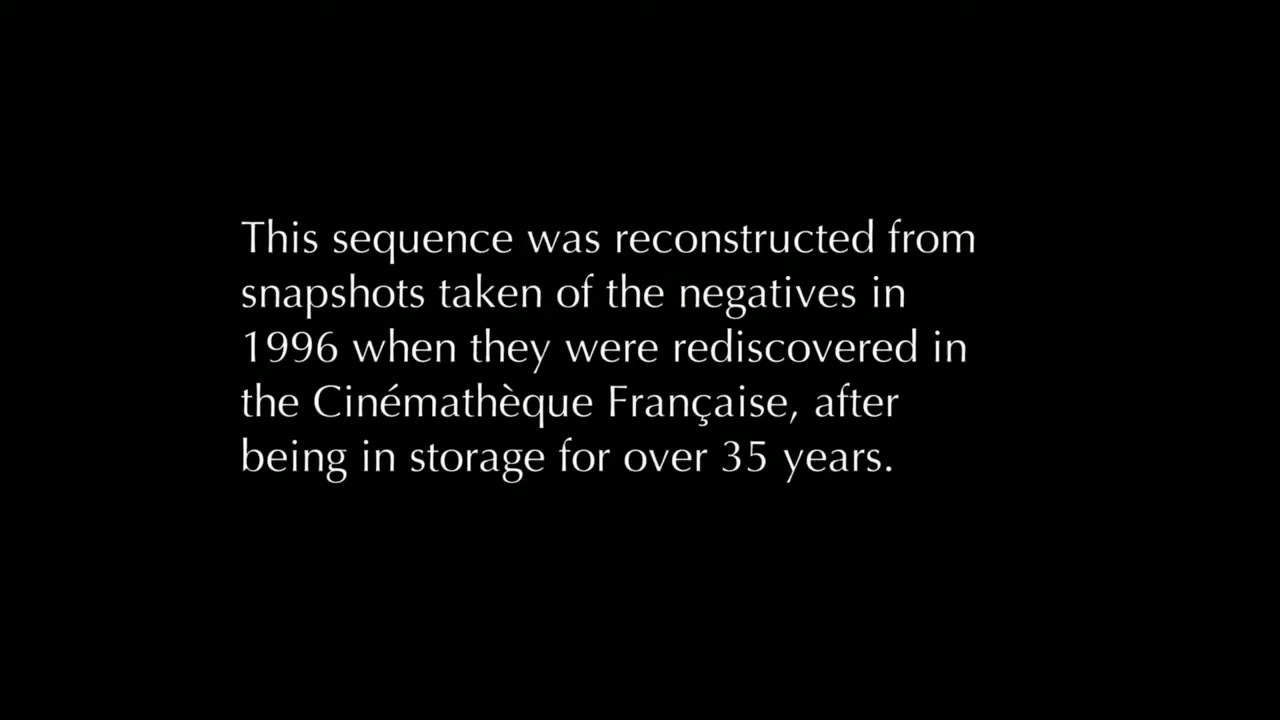 This sequence was reconstructed from
snapshots taken of the negatives in
1996 when they were rediscovered in
the Cinémathèque Française, after
being in storage for over 35 years.